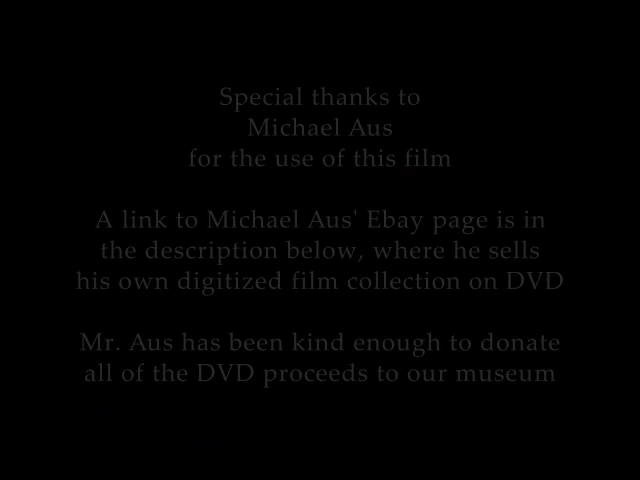 Special thanks to
Michael Aus
for the use of this film
A link to Michael Aus' Ebay page is in
the description below, where he sells
his own digitized film collection on DVD
Mr. Aus has been kind enough to donate
all of the DVD proceeds to our museum